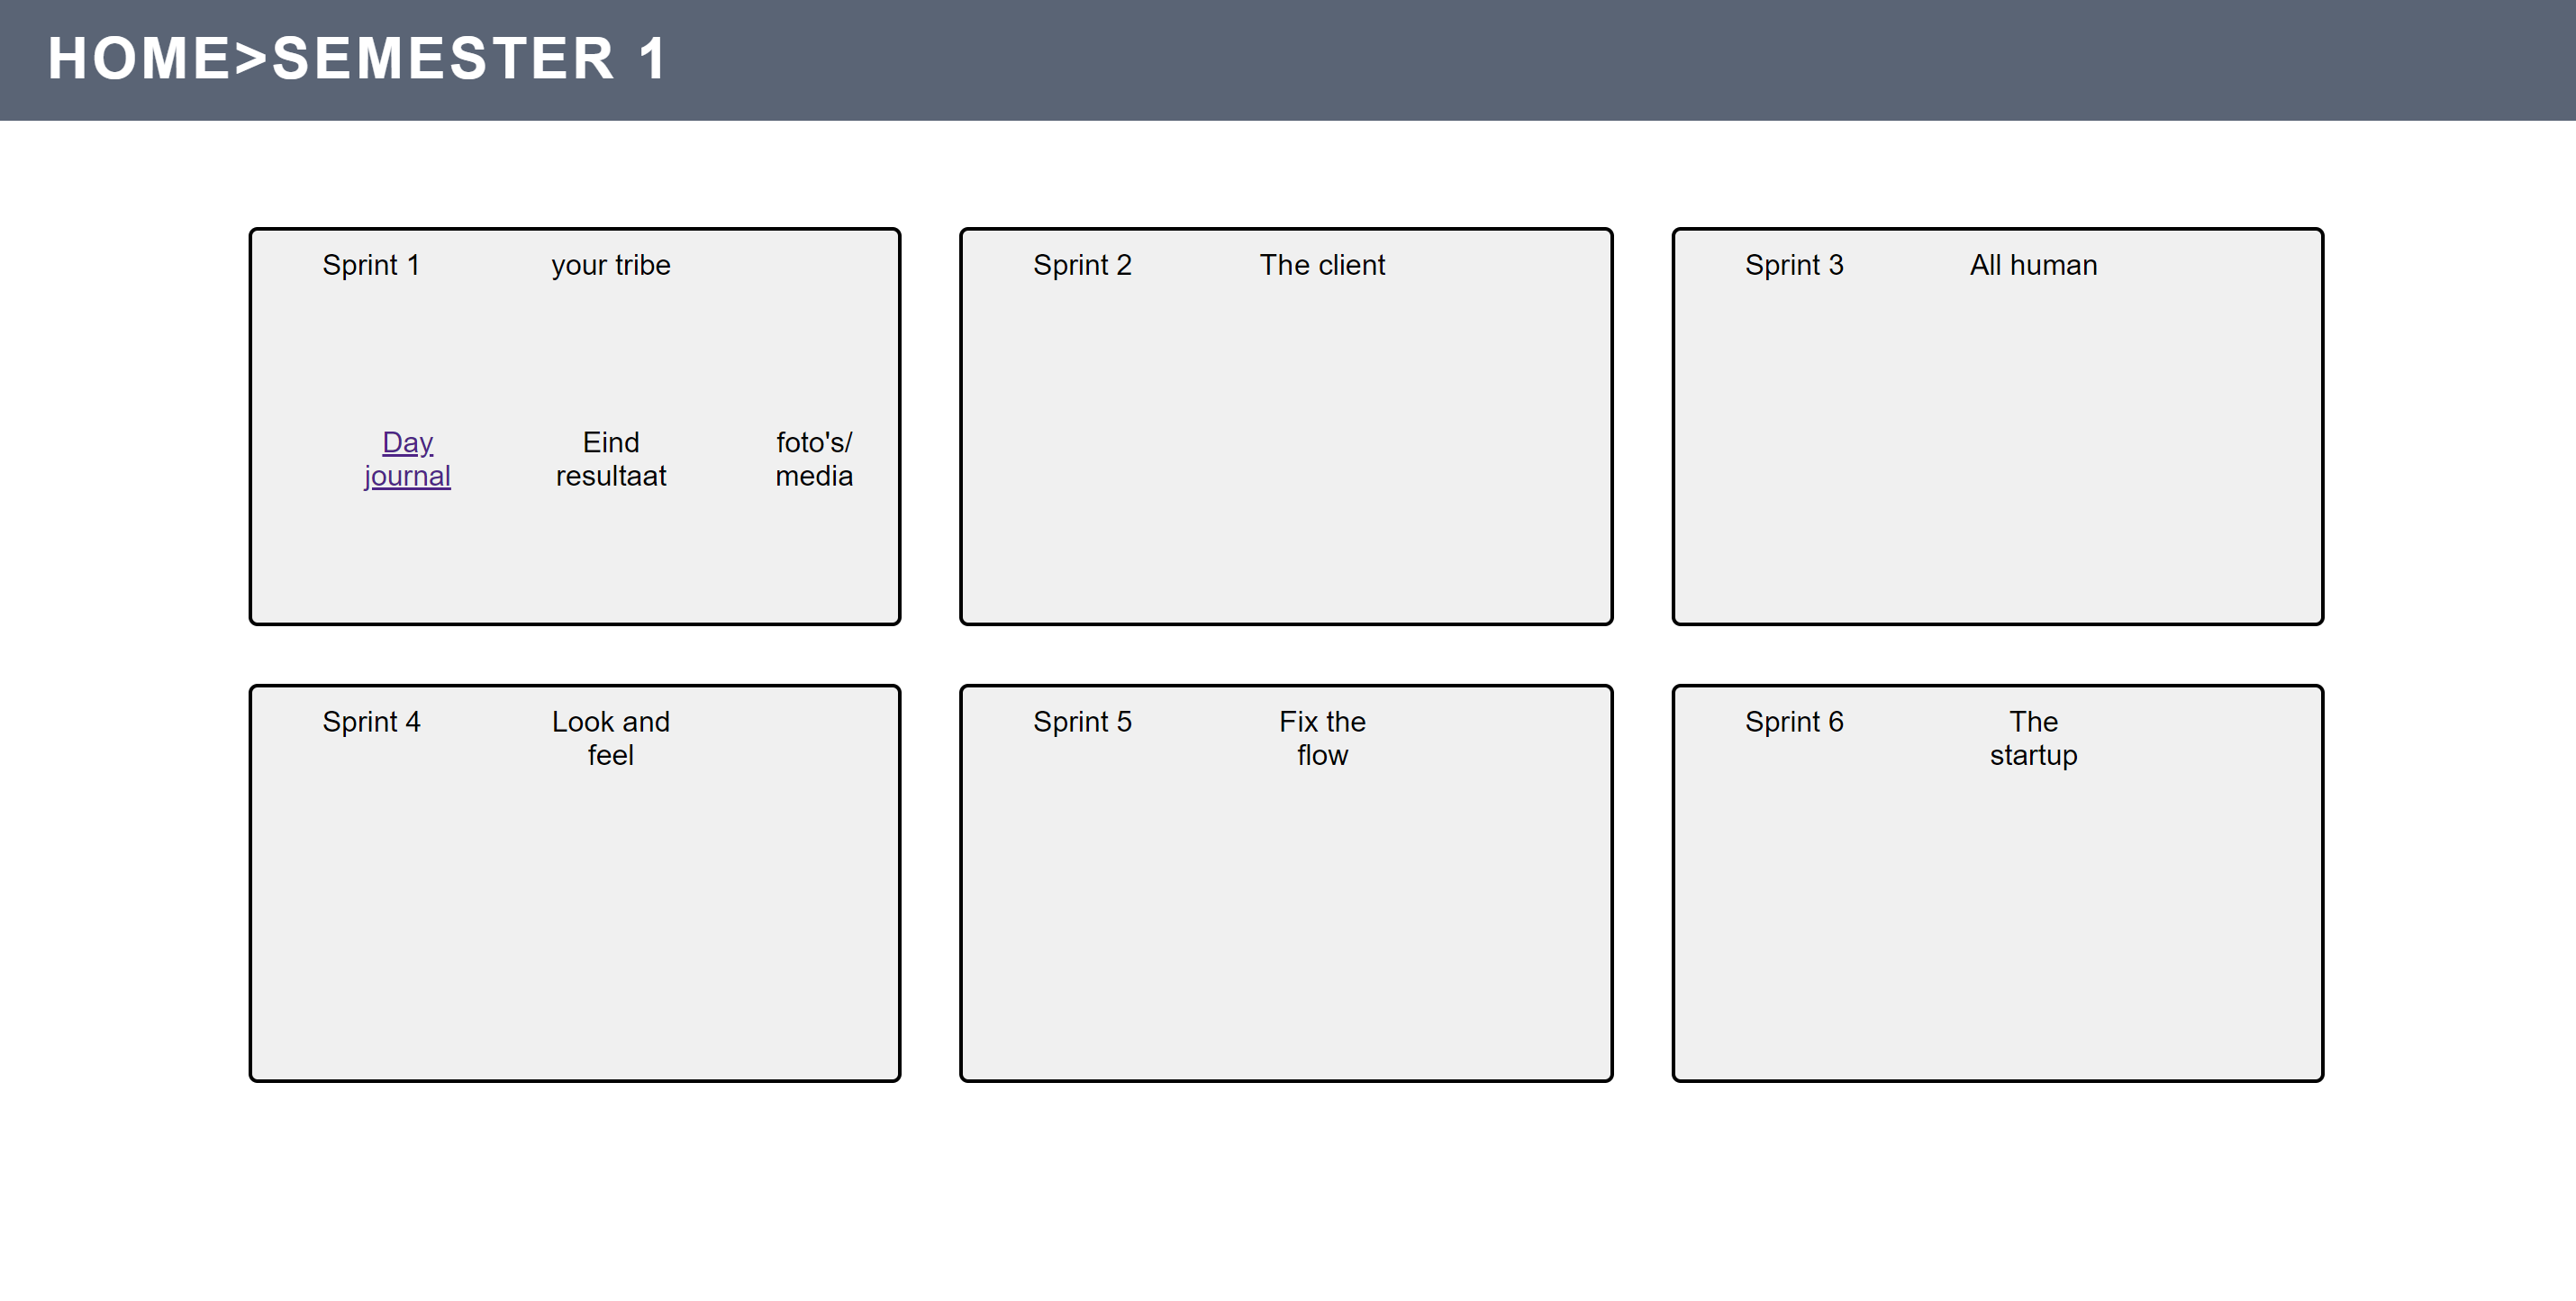 HOME>SEMESTER 1
Sprint 1
your tribe
Day
journal
Eind
resultaat
foto's/
media
Sprint 2
The client
Sprint 3
All human
Sprint 4
Look and
feel
Sprint 5
Fix the
flow
Sprint 6
The
startup